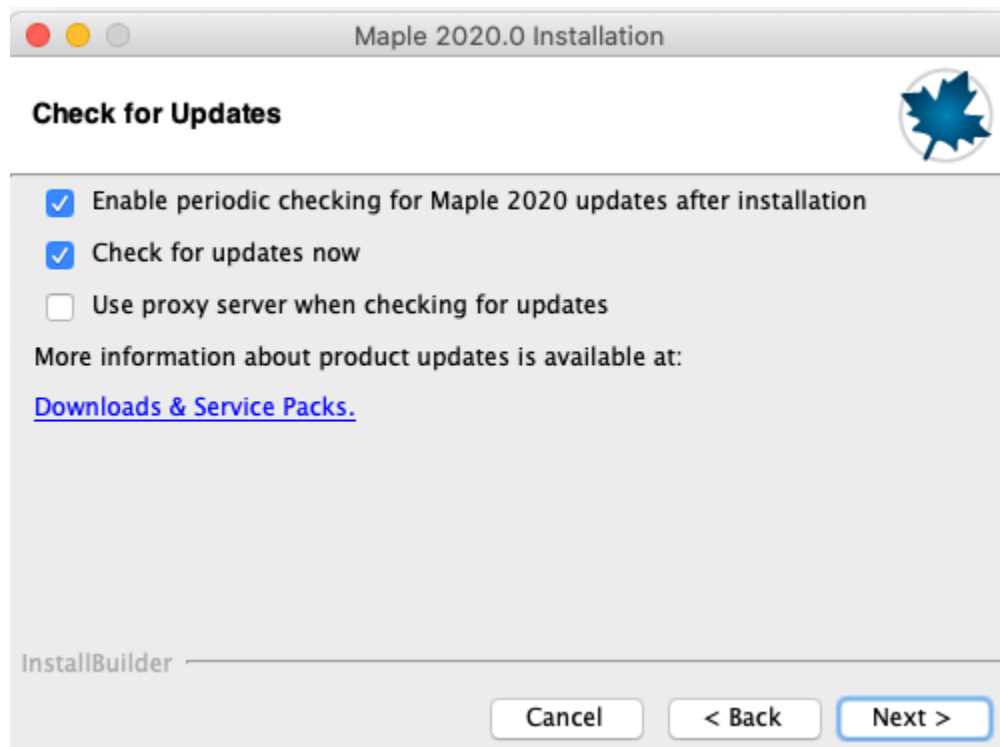 Maple 2020.0 Installation
Check for Updates
Enable periodic checking for Maple 2020 updates after installation
Check for updates now
Use proxy server when checking for updates
More information about product updates is available at:
Downloads & Service Packs.
InstallBuilder
Cancel
< Back
Next >